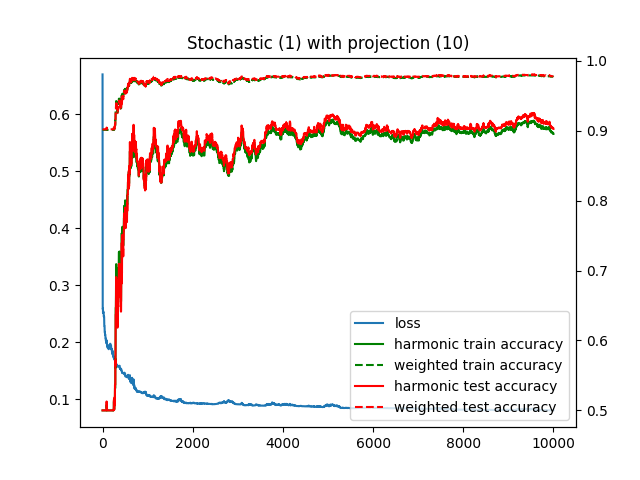 Stochastic (1) with projection (10)
0.6
0.5
0.4
0.3
0.2
0.1
1.0
0.9
0.8
0.7
0.6
0.5
loss
harmonic train accuracy
weighted train accuracy
harmonic test accuracy
weighted test accuracy
0 2000 4000 6000 8000 10000